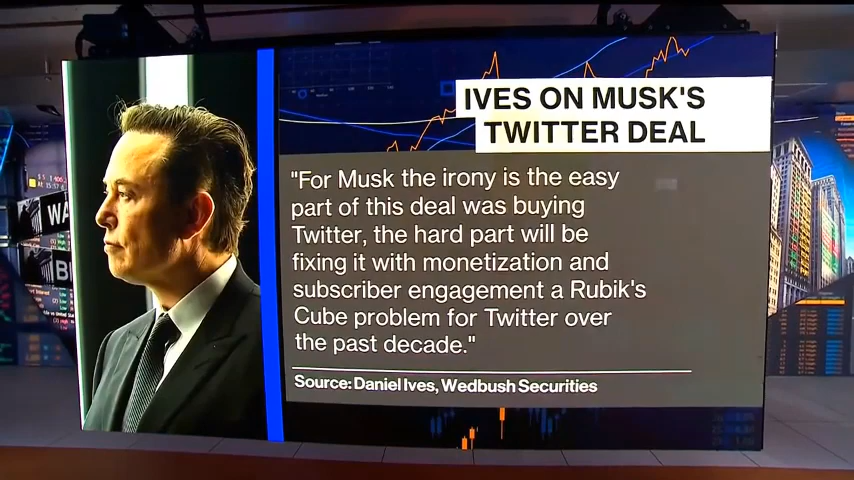 IVES ON MUSK'S
TWITTER DEAL
"For Musk the irony is the easy
part of this deal was buying
Twitter, the hard part will be
fixing it with monetization and
subscriber engagement a Rubik's
Cube problem for Twitter over
the past decade."
Source: Daniel Ives, Wedbush Securities
WA